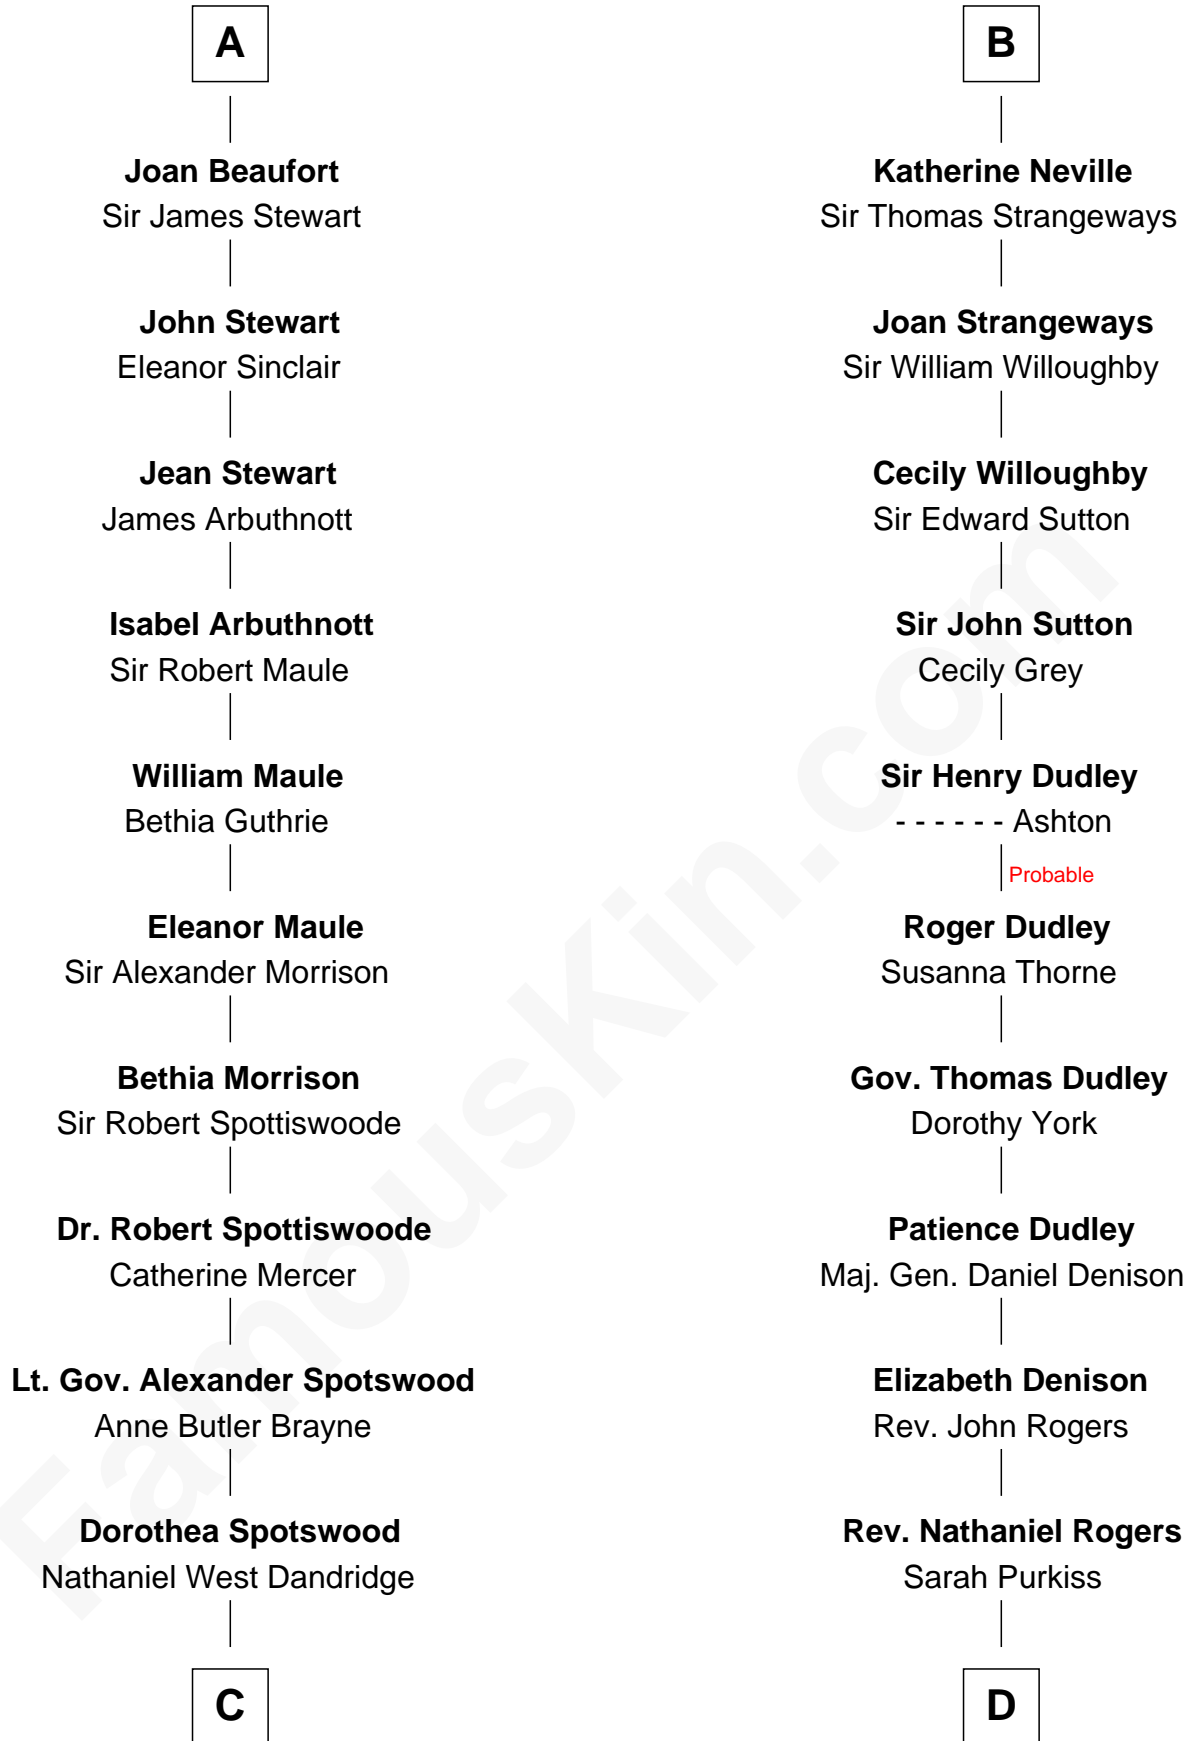 A
Joan Beaufort
Sir James Stewart
John Stewart
Eleanor Sinclair
Jean Stewart
James Arbuthnott
Isabel Arbuthnott
Sir Robert Maule
William Maule
Bethia Guthrie
Eleanor Maule
Sir Alexander Morrison
Bethia Morrison
Sir Robert Spottiswoode
Dr. Robert Spottiswoode
Catherine Mercer
Lt. Gov. Alexander Spotswood
Anne Butler Brayne
Dorothea Spotswood
Nathaniel West Dandridge
C
B
Katherine Neville
Sir Thomas Strangeways
Joan Strangeways
Sir William Willoughby
Cecily Willoughby
Sir Edward Sutton
Sir John Sutton
Cecily Grey
Sir Henry Dudley
- - - - - - Ashton
Probable
Roger Dudley
Susanna Thorne
Gov. Thomas Dudley
Dorothy York
Patience Dudley
Maj. Gen. Daniel Denison
Elizabeth Denison
Rev. John Rogers
Rev. Nathaniel Rogers
Sarah Purkiss
D
FamousKin.com